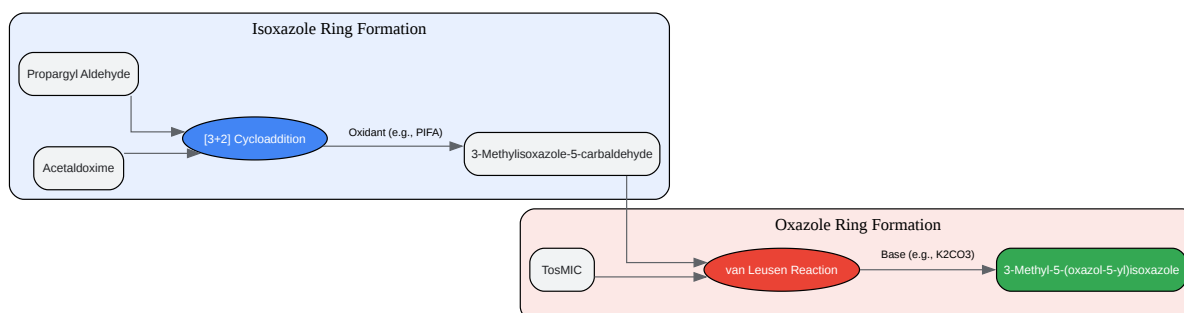 Isoxazole Ring Formation
Propargyl Aldehyde
[3+2] Cycloaddition
Oxidant (e.g., PIFA)
Acetaldoxime
3-Methylisoxazole-5-carbaldehyde
Oxazole Ring Formation
TosMIC
van Leusen Reaction
Base (e.g., K2CO3)
3-Methyl-5-(oxazol-5-yl)isoxazole